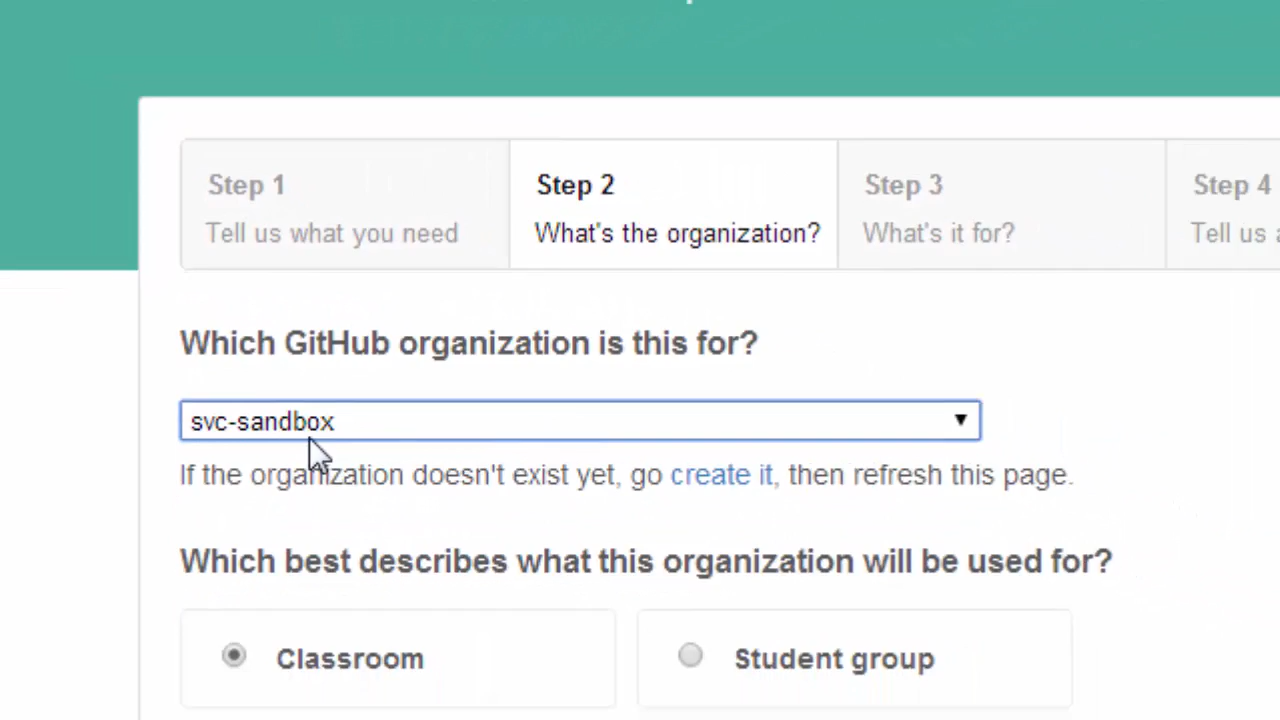 Step 1
Tell us what you need
Step 2
What's the organization?
Step 3
What's it for?
Step 4
Tell us
Which GitHub organization is this for?
svc-sandbox
If the organization doesn't exist yet, go create it, then refresh this page.
Which best describes what this organization will be used for?
Classroom
Student group